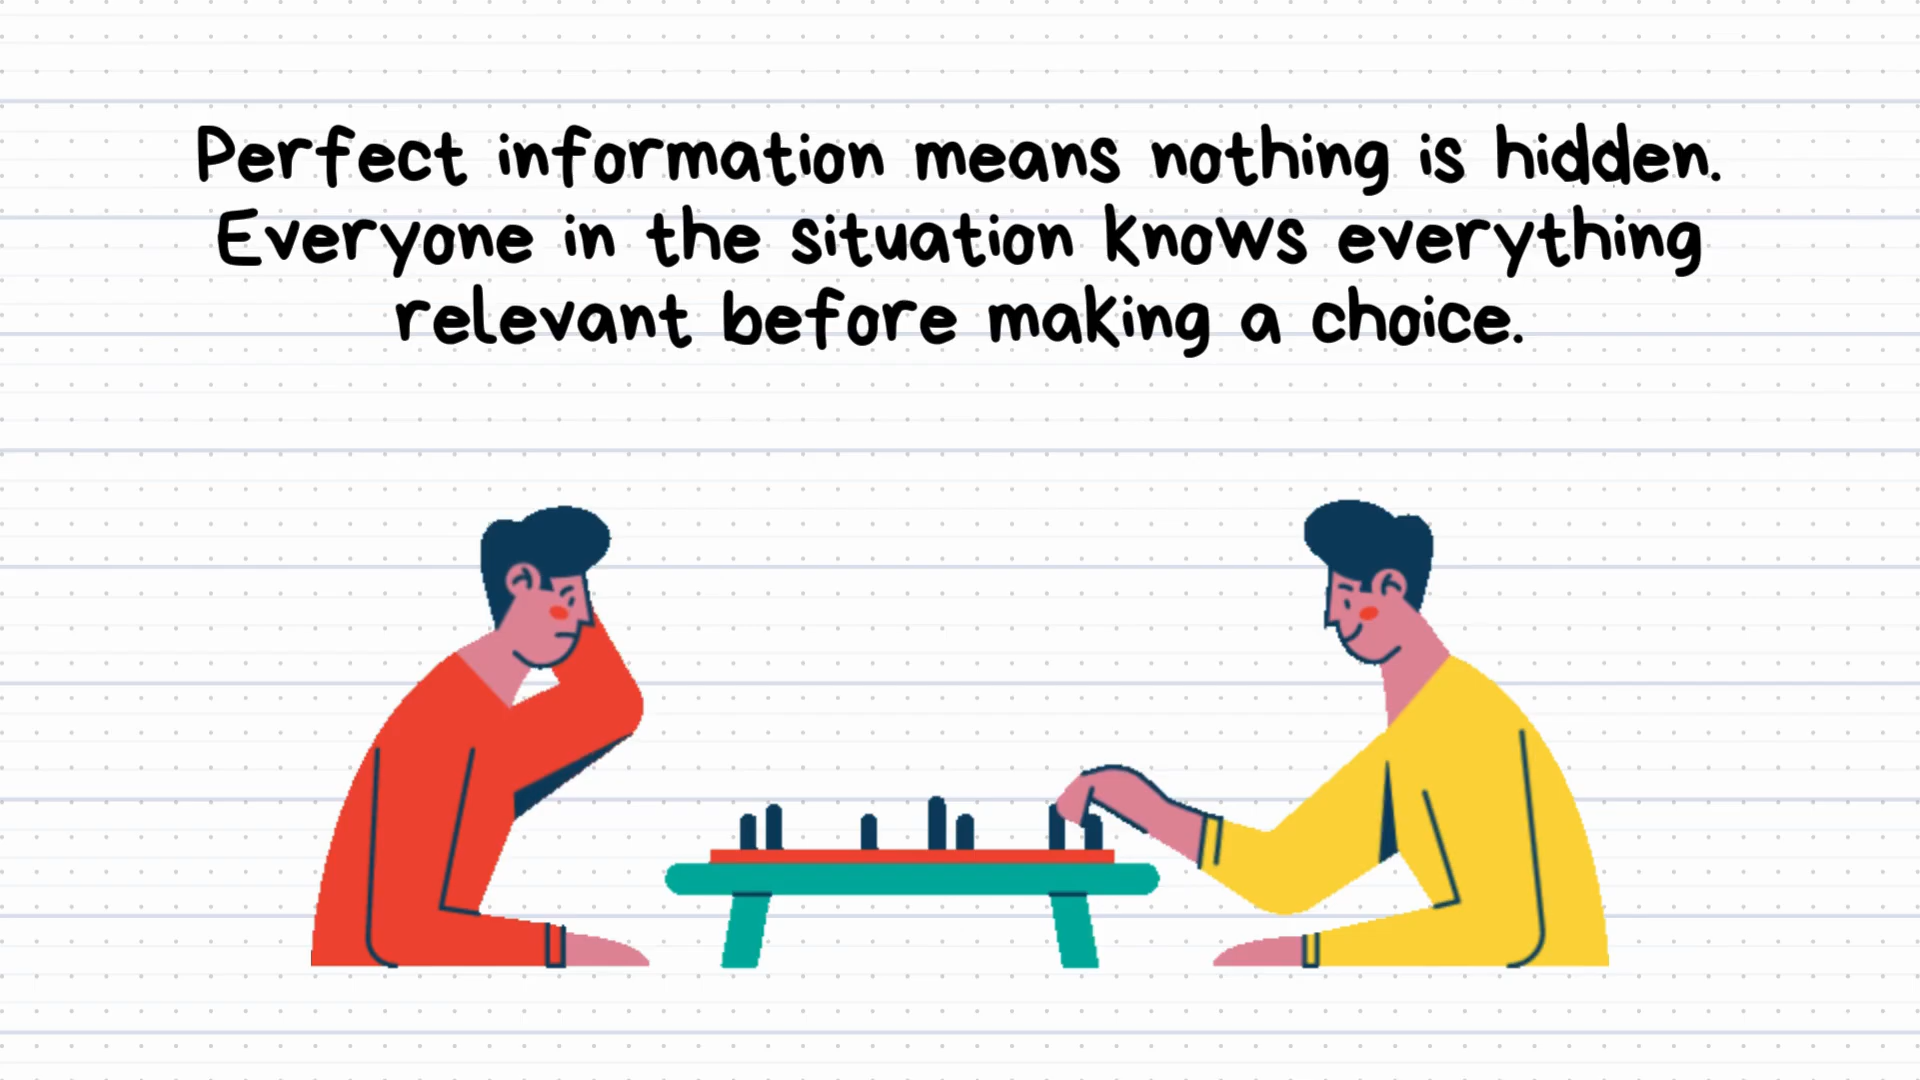 Perfect information means nothing is hidden.
Everyone in the situation knows everything
relevant before making a choice.